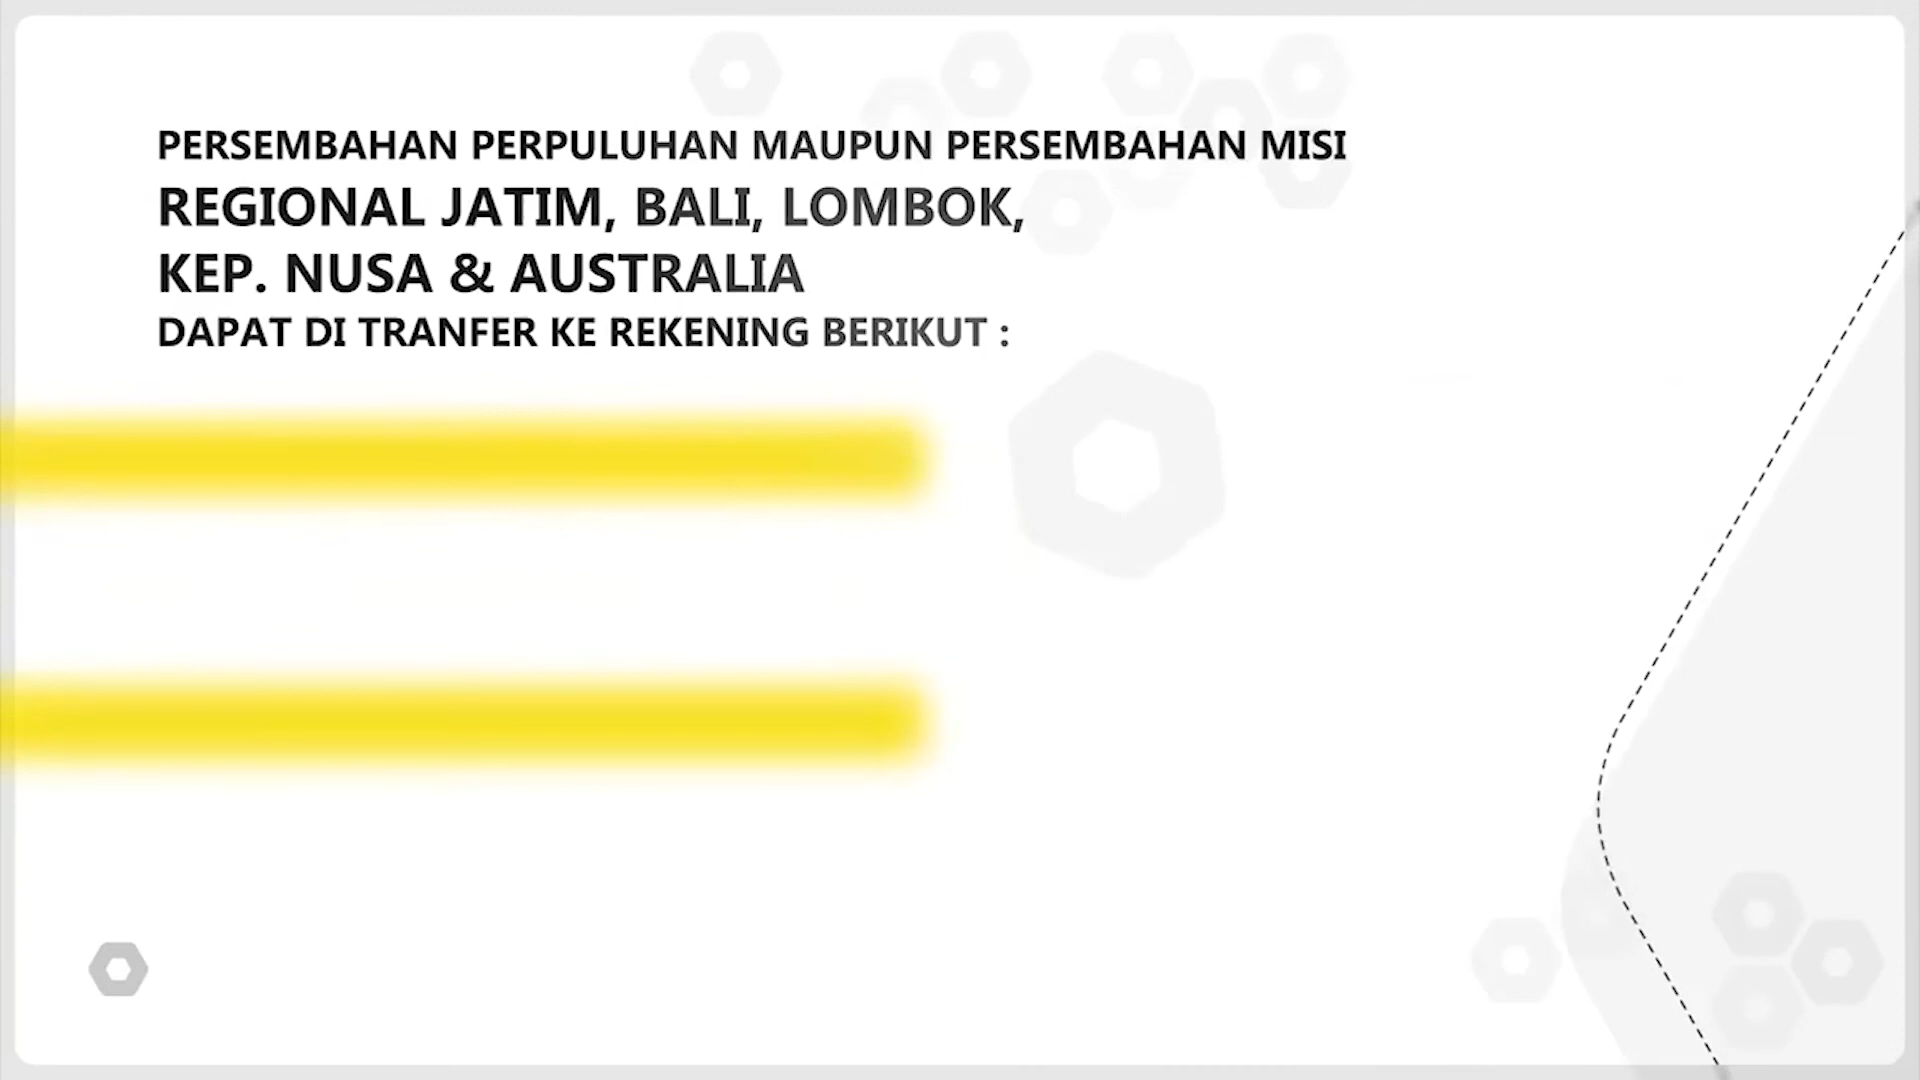 PERSEMBAHAN PERPULUHAN MAUPUN PERSEMBAHAN MISI
REGIONAL JATIM, BALI, LOMBOK,
KEP. NUSA & AUSTRALIA
DAPAT DI TRANFER KE REKENING BERIKUT :